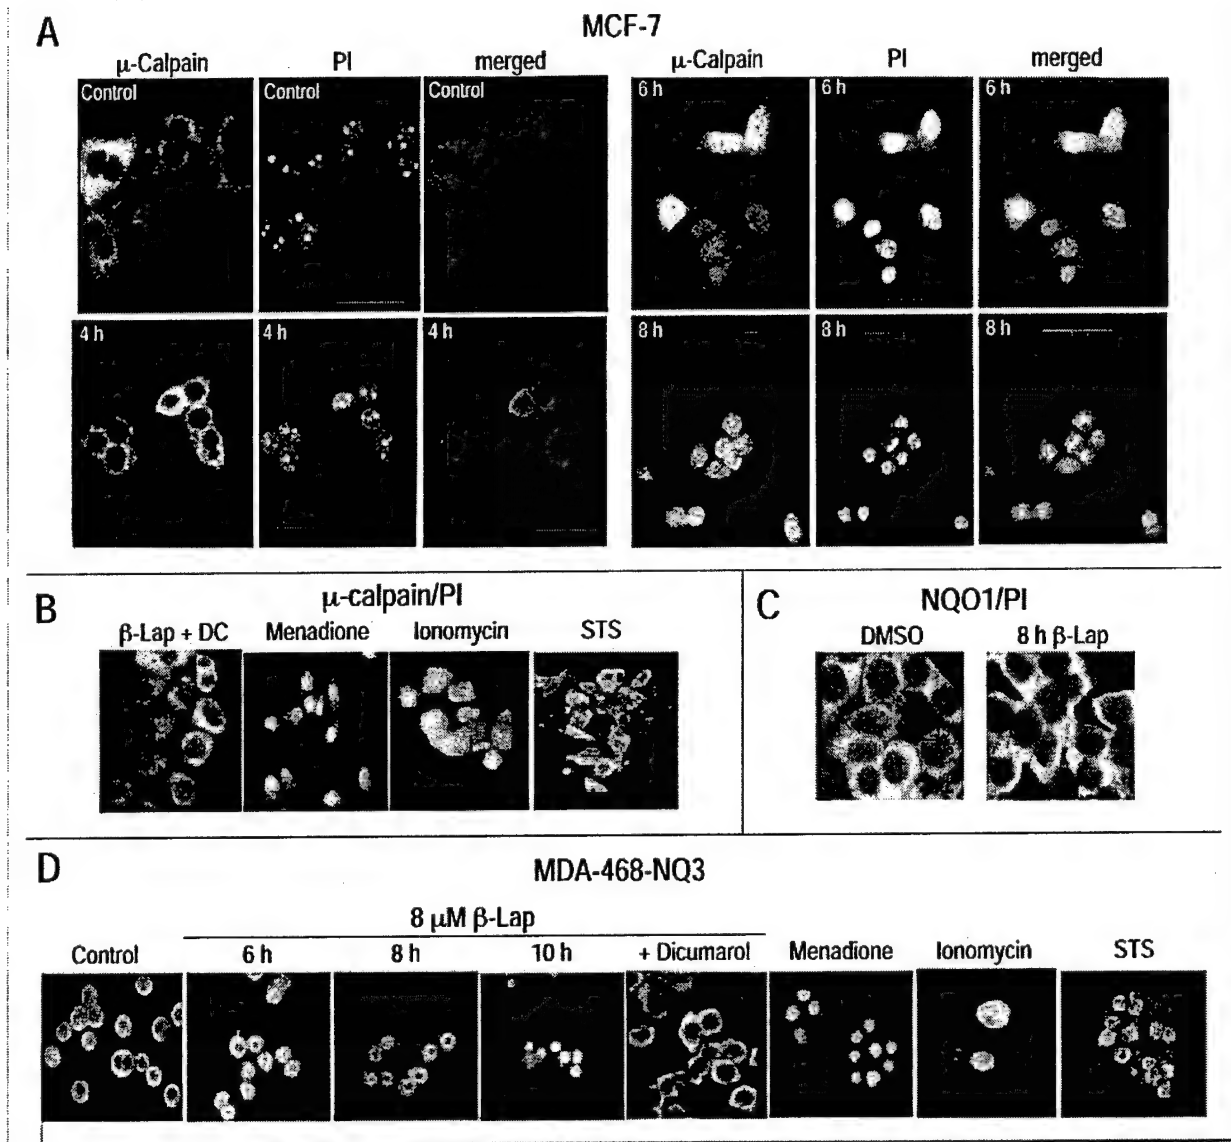 A
MCF-7
μ-Calpain PI merged μ-Calpain PI merged
Control Control Control 6 h 6 h 6 h
4 h 4 h 4 h 8 h 8 h 8 h
B
μ-calpain/PI
β-Lap + DC Menadione Ionomycin STS
C
NQO1/PI
DMSO 8 h β-Lap
D
MDA-468-NQ3
8 μM β-Lap
Control 6 h 8 h 10 h + Dicumarol Menadione Ionomycin STS